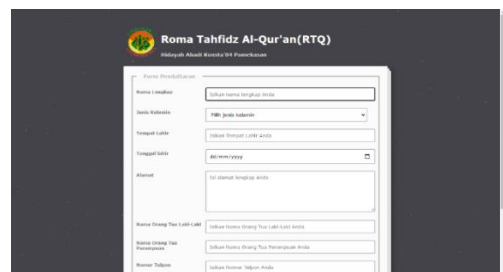 Roma Tahfidz Al-Qur'an(RTQ)
Hidayah Abadi Kuosta'04 Pamekasan
Form Pendaftaran
Nama Lengkap
Isikan nama lengkap Anda
Jenis Kelamin
Pilih jenis kelamin
Tempat Lahir
Isikan Tempat Lahir Anda
Tanggal lahir
dd/mm/yyyy
Alamat
Isi alamat lengkap Anda
Nama Orang Tua Laki-Laki
Isikan Nama Orang Tua Laki-Laki Anda
Nama Orang Tua
Perempuan
Isikan Nama Orang Tua Perempuan Anda
Nomor Telpon
Isikan Nomor Telpon Anda